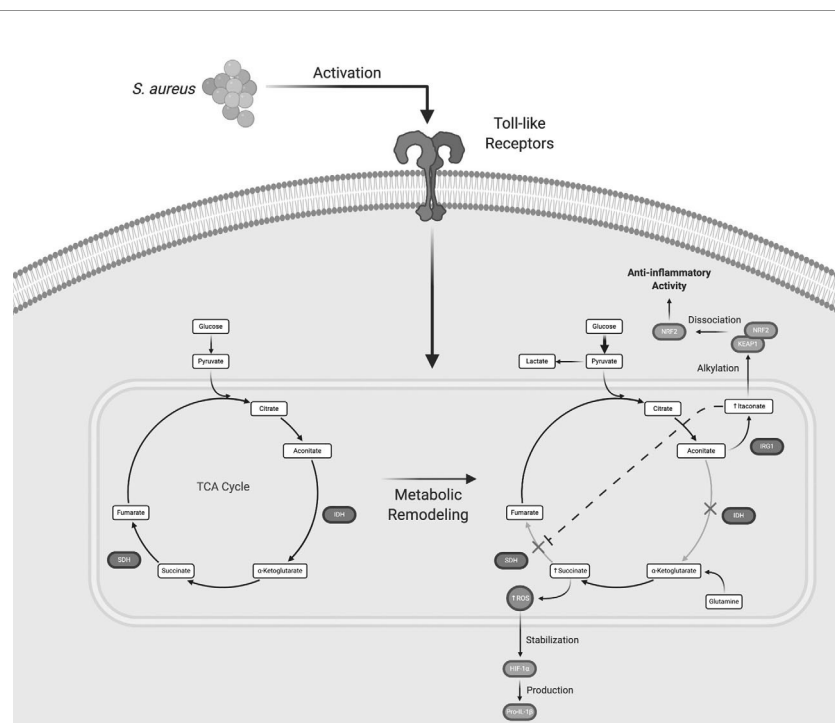 S. aureus
Activation
Toll-like
Receptors
Anti-inflammatory
Activity
Dissociation
NRF2
NRF2
KEAP1
Alkylation
Glucose
Pyruvate
Citrate
Aconitate
TCA Cycle
IDH
Fumarate
SDH
Succinate
α-Ketoglutarate
Metabolic
Remodeling
Glucose
Lactate
Pyruvate
Citrate
↑Itaconate
Aconitate
IRG1
Fumarate
IDH
SDH
↑Succinate
α-Ketoglutarate
Glutamine
↑ROS
Stabilization
HIF-1α
Production
Pro-IL-1β